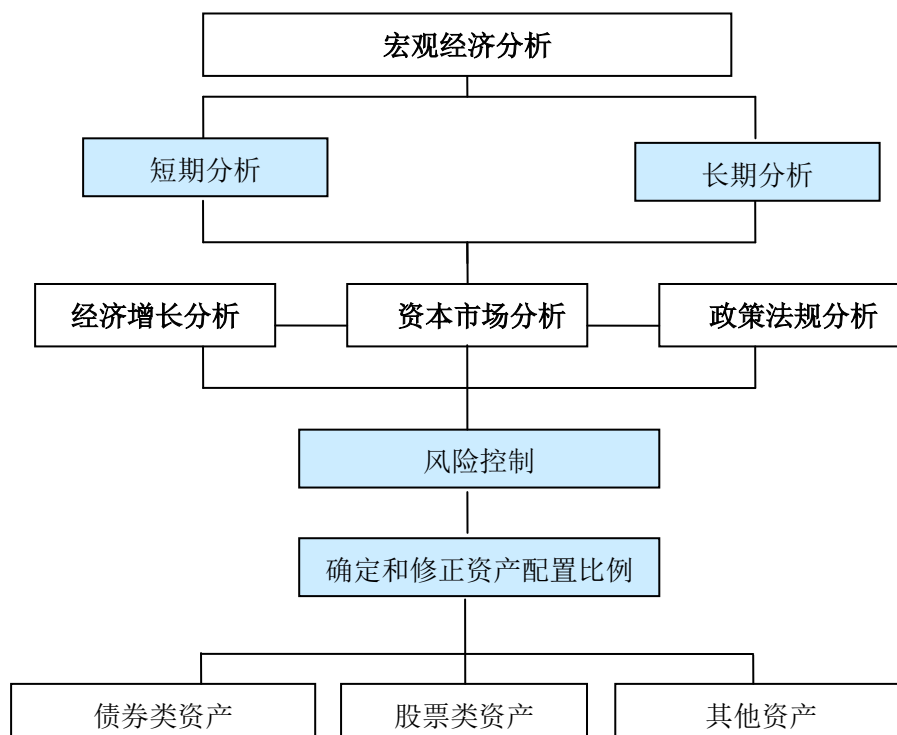 宏观经济分析
短期分析
长期分析
经济增长分析
资本市场分析
政策法规分析
风险控制
确定和修正资产配置比例
债券类资产
股票类资产
其他资产